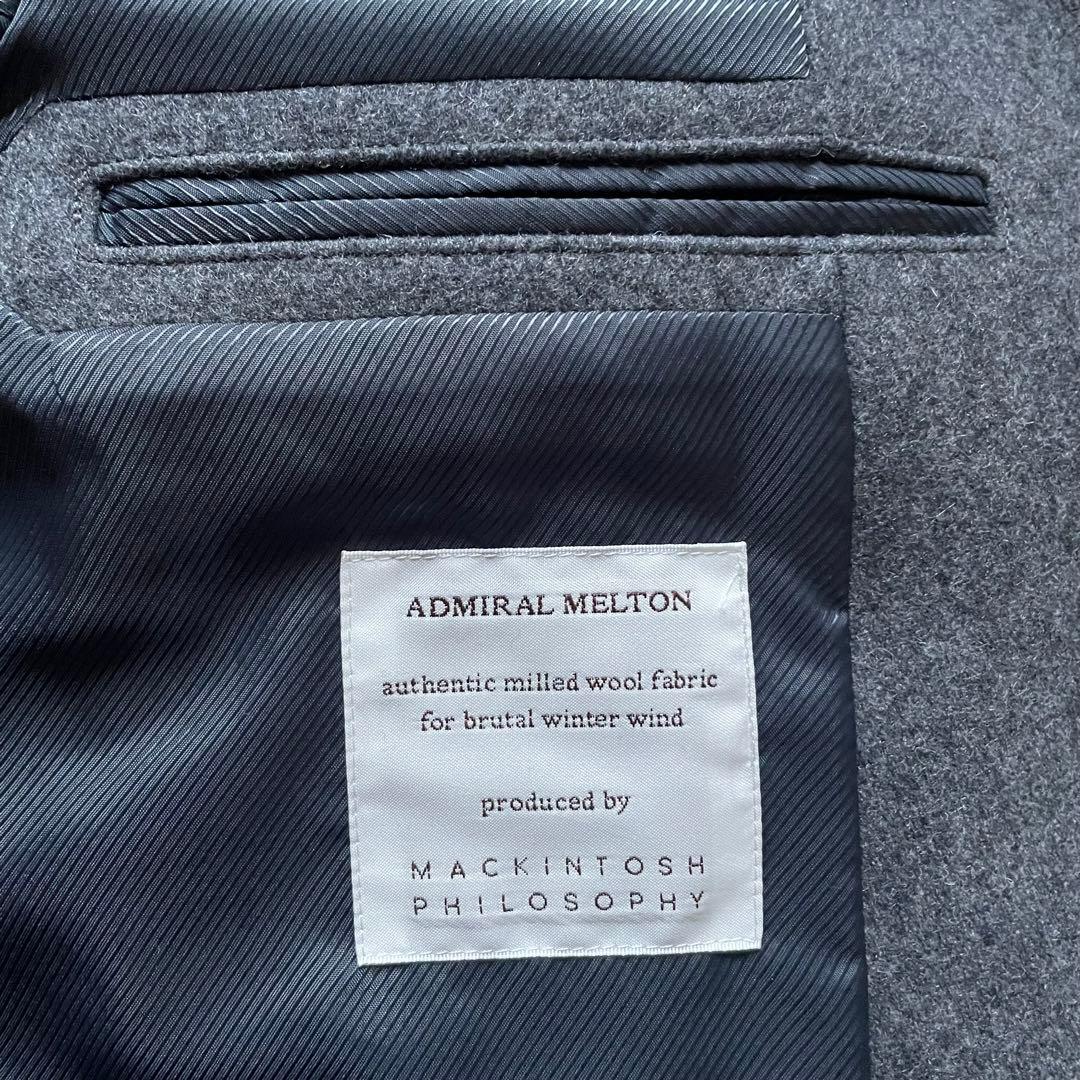 ADMIRAL MELTON
authentic milled wool fabric
for brutal winter wind
produced by
MACKINTOSH
PHILOSOPHY